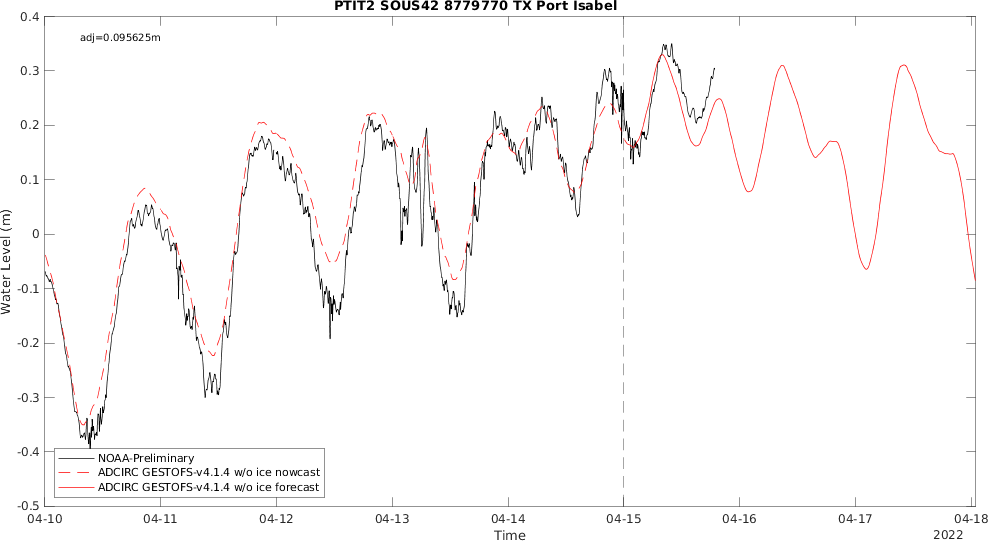 PTIT2 SOUS42 8779770 TX Port Isabel
adj=0.095625m
0.4
0.3
0.2
0.1
0
-0.1
-0.2
-0.3
-0.4
-0.5
Water Level (m)
NOAA-Preliminary
ADCIRC GESTOFS-v4.1.4 w/o ice nowcast
ADCIRC GESTOFS-v4.1.4 w/o ice forecast
04-10 04-11 04-12 04-13 04-14 04-15 04-16 04-17 04-18
Time
2022